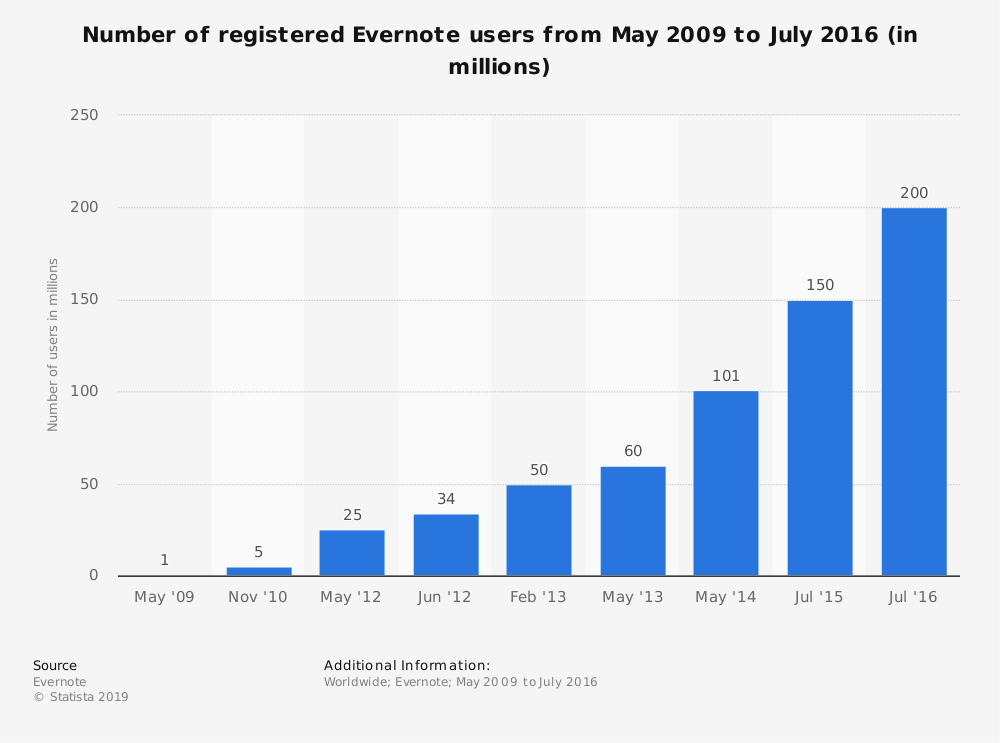 Number of registered Evernote users from May 2009 to July 2016 (in
millions)
250
200
150
100
50
0
Number of users in millions
1
5
25
34
50
60
101
150
200
May '09
Nov '10
May '12
Jun '12
Feb '13
May '13
May '14
Jul '15
Jul '16
Source
Evernote
© Statista 2019
Additional Information:
Worldwide; Evernote; May 2009 to July 2016